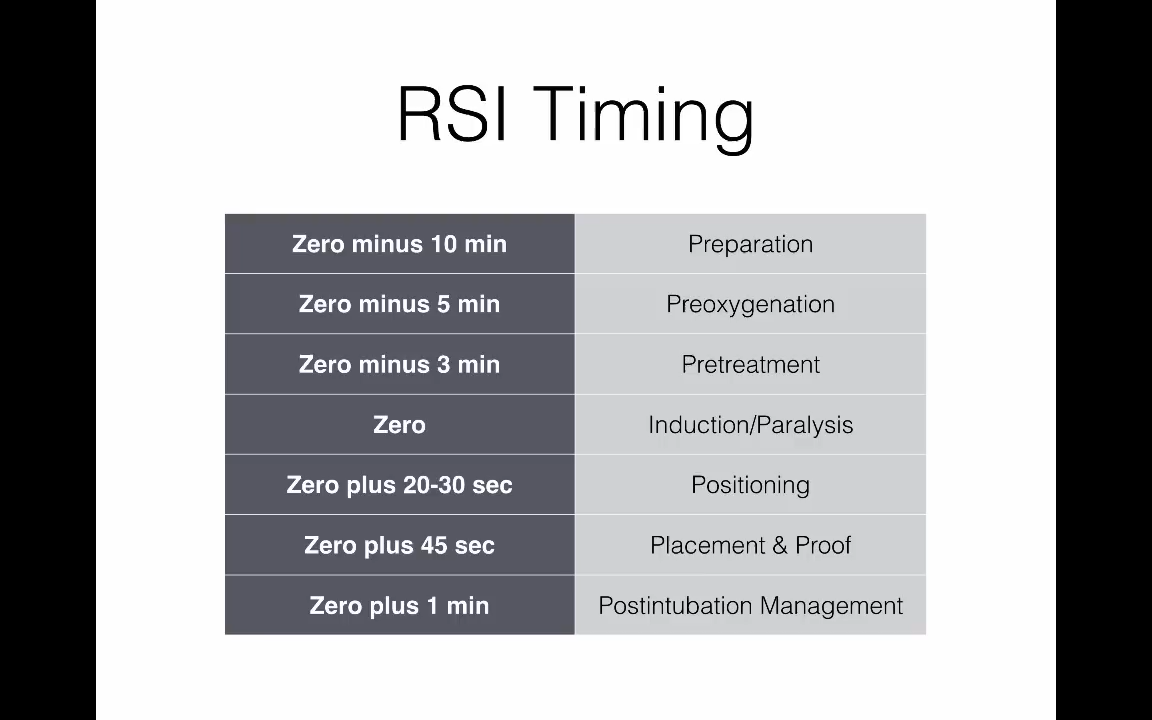 RSI Timing
Zero minus 10 min Preparation
Zero minus 5 min Preoxygenation
Zero minus 3 min Pretreatment
Zero Induction/Paralysis
Zero plus 20-30 sec Positioning
Zero plus 45 sec Placement & Proof
Zero plus 1 min Postintubation Management